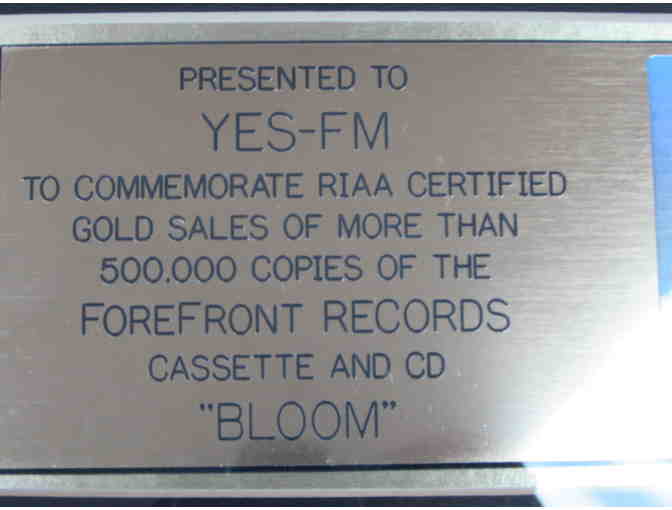 PRESENTED TO
YES-FM
TO COMMEMORATE RIAA CERTIFIED
GOLD SALES OF MORE THAN
500,000 COPIES OF THE
FOREFRONT RECORDS
CASSETTE AND CD
"BLOOM"